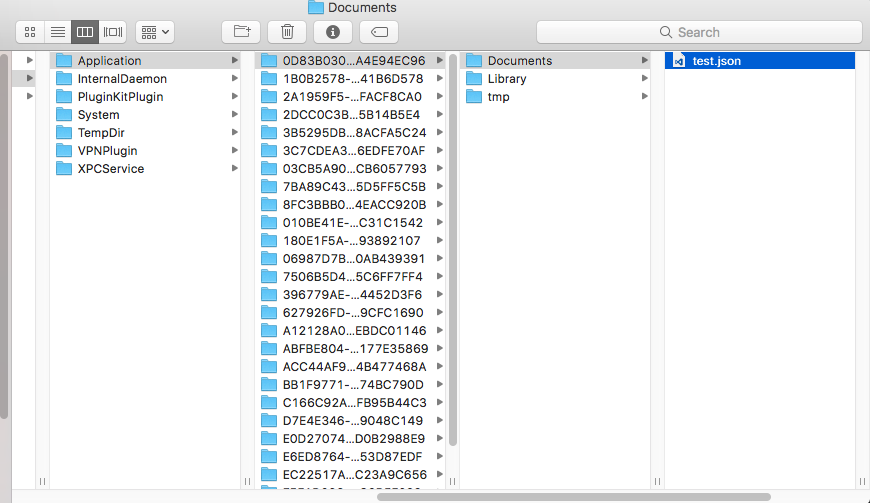 Documents
Search
Application
InternalDaemon
PluginKitPlugin
System
TempDir
VPNPlugin
XPCService
0D83B030...A4E94EC96
1B0B2578-...41B6D578
2A1959F5-...FACF8CA0
2DCC0C3B...5B14B5E4
3B5295DB...8ACFA5C24
3C7CDEA3...6EDFE70AF
03CB5A90...CB6057793
7BA89C43...5D5FF5C5B
8FC3BBB0...4EACC920B
010BE41E-...C31C1542
180E1F5A-...93892107
06987D7B...0AB439391
7506B5D4...5C6FF7FF4
396779AE-...4452D3F6
627926FD-...9CFC1690
A12128A0...EBDC01146
ABFBE804-...177E35869
ACC44AF9...4B477468A
BB1F9771-...74BC790D
C166C92A...FB95B44C3
D7E4E346-...9048C149
E0D27074...D0B2988E9
E6ED8764-...53D87EDF
EC22517A...C23A9C656
Documents
Library
tmp
test.json